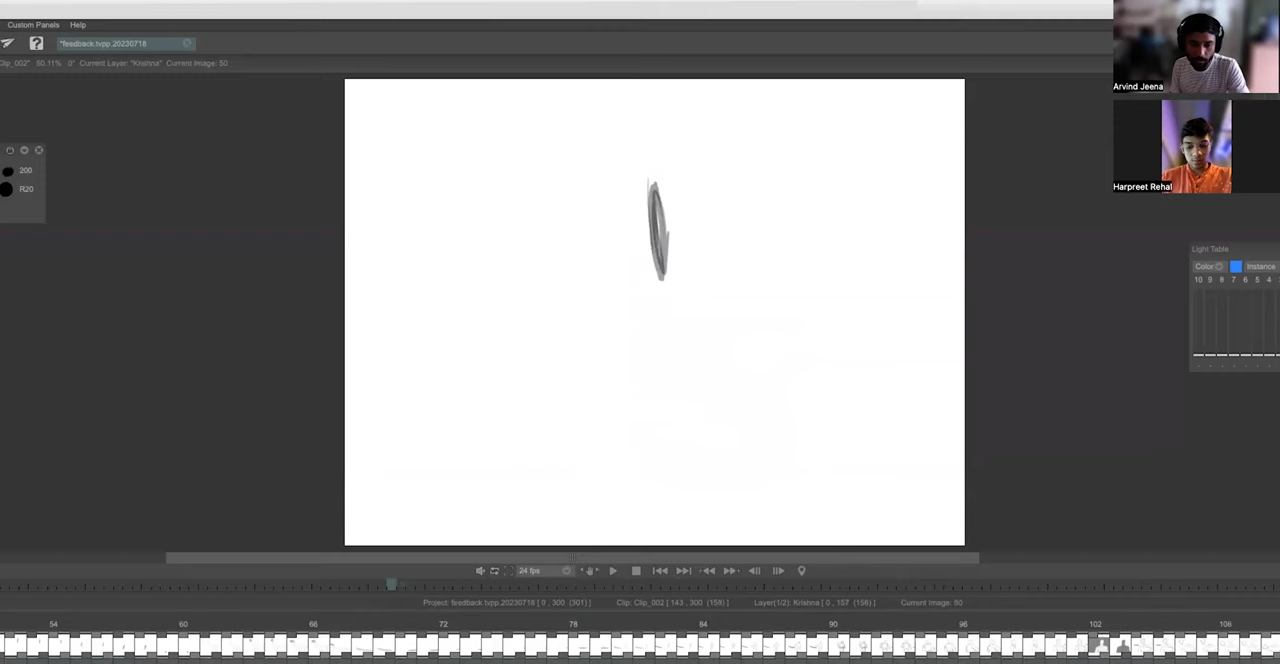 Custom Panels Help
*feedback.tvpp.20230718
Clip_002" 50.11% 0° Current Layer: "Krishna" Current Image: 50
Arvind Jeena
200
R20
Harpreet Rehal
Light Table
Color Instance
10 9 8 7 6 5 4
24 fps
Project: feedback.tvpp.20230718 [ 0 , 300 (301) ] Clip: Clip_002 [ 143 , 300 (158) ] Layer(1/2): Krishna [ 0 , 157 (156) ] Current Image: 50
54 60 66 72 78 84 90 96 102 108